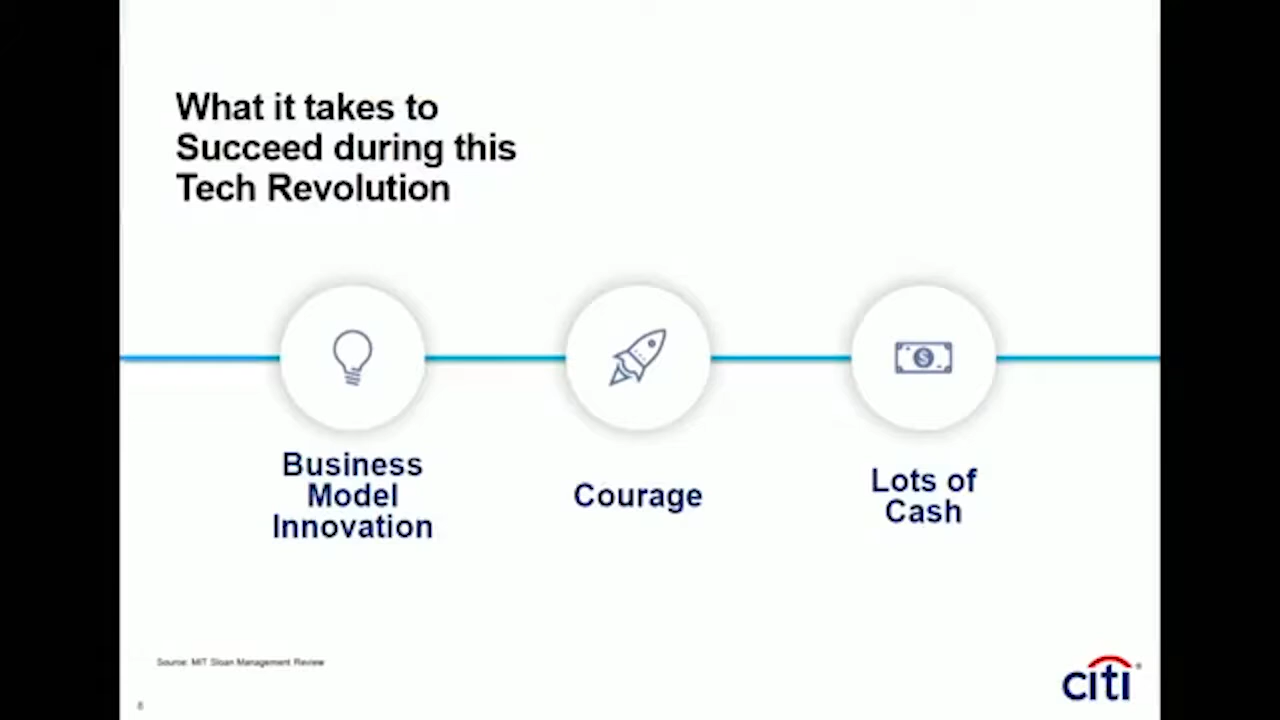 What it takes to
Succeed during this
Tech Revolution
Business
Model
Innovation
Courage
Lots of
Cash
Source: MIT Sloan Management Review
citi®